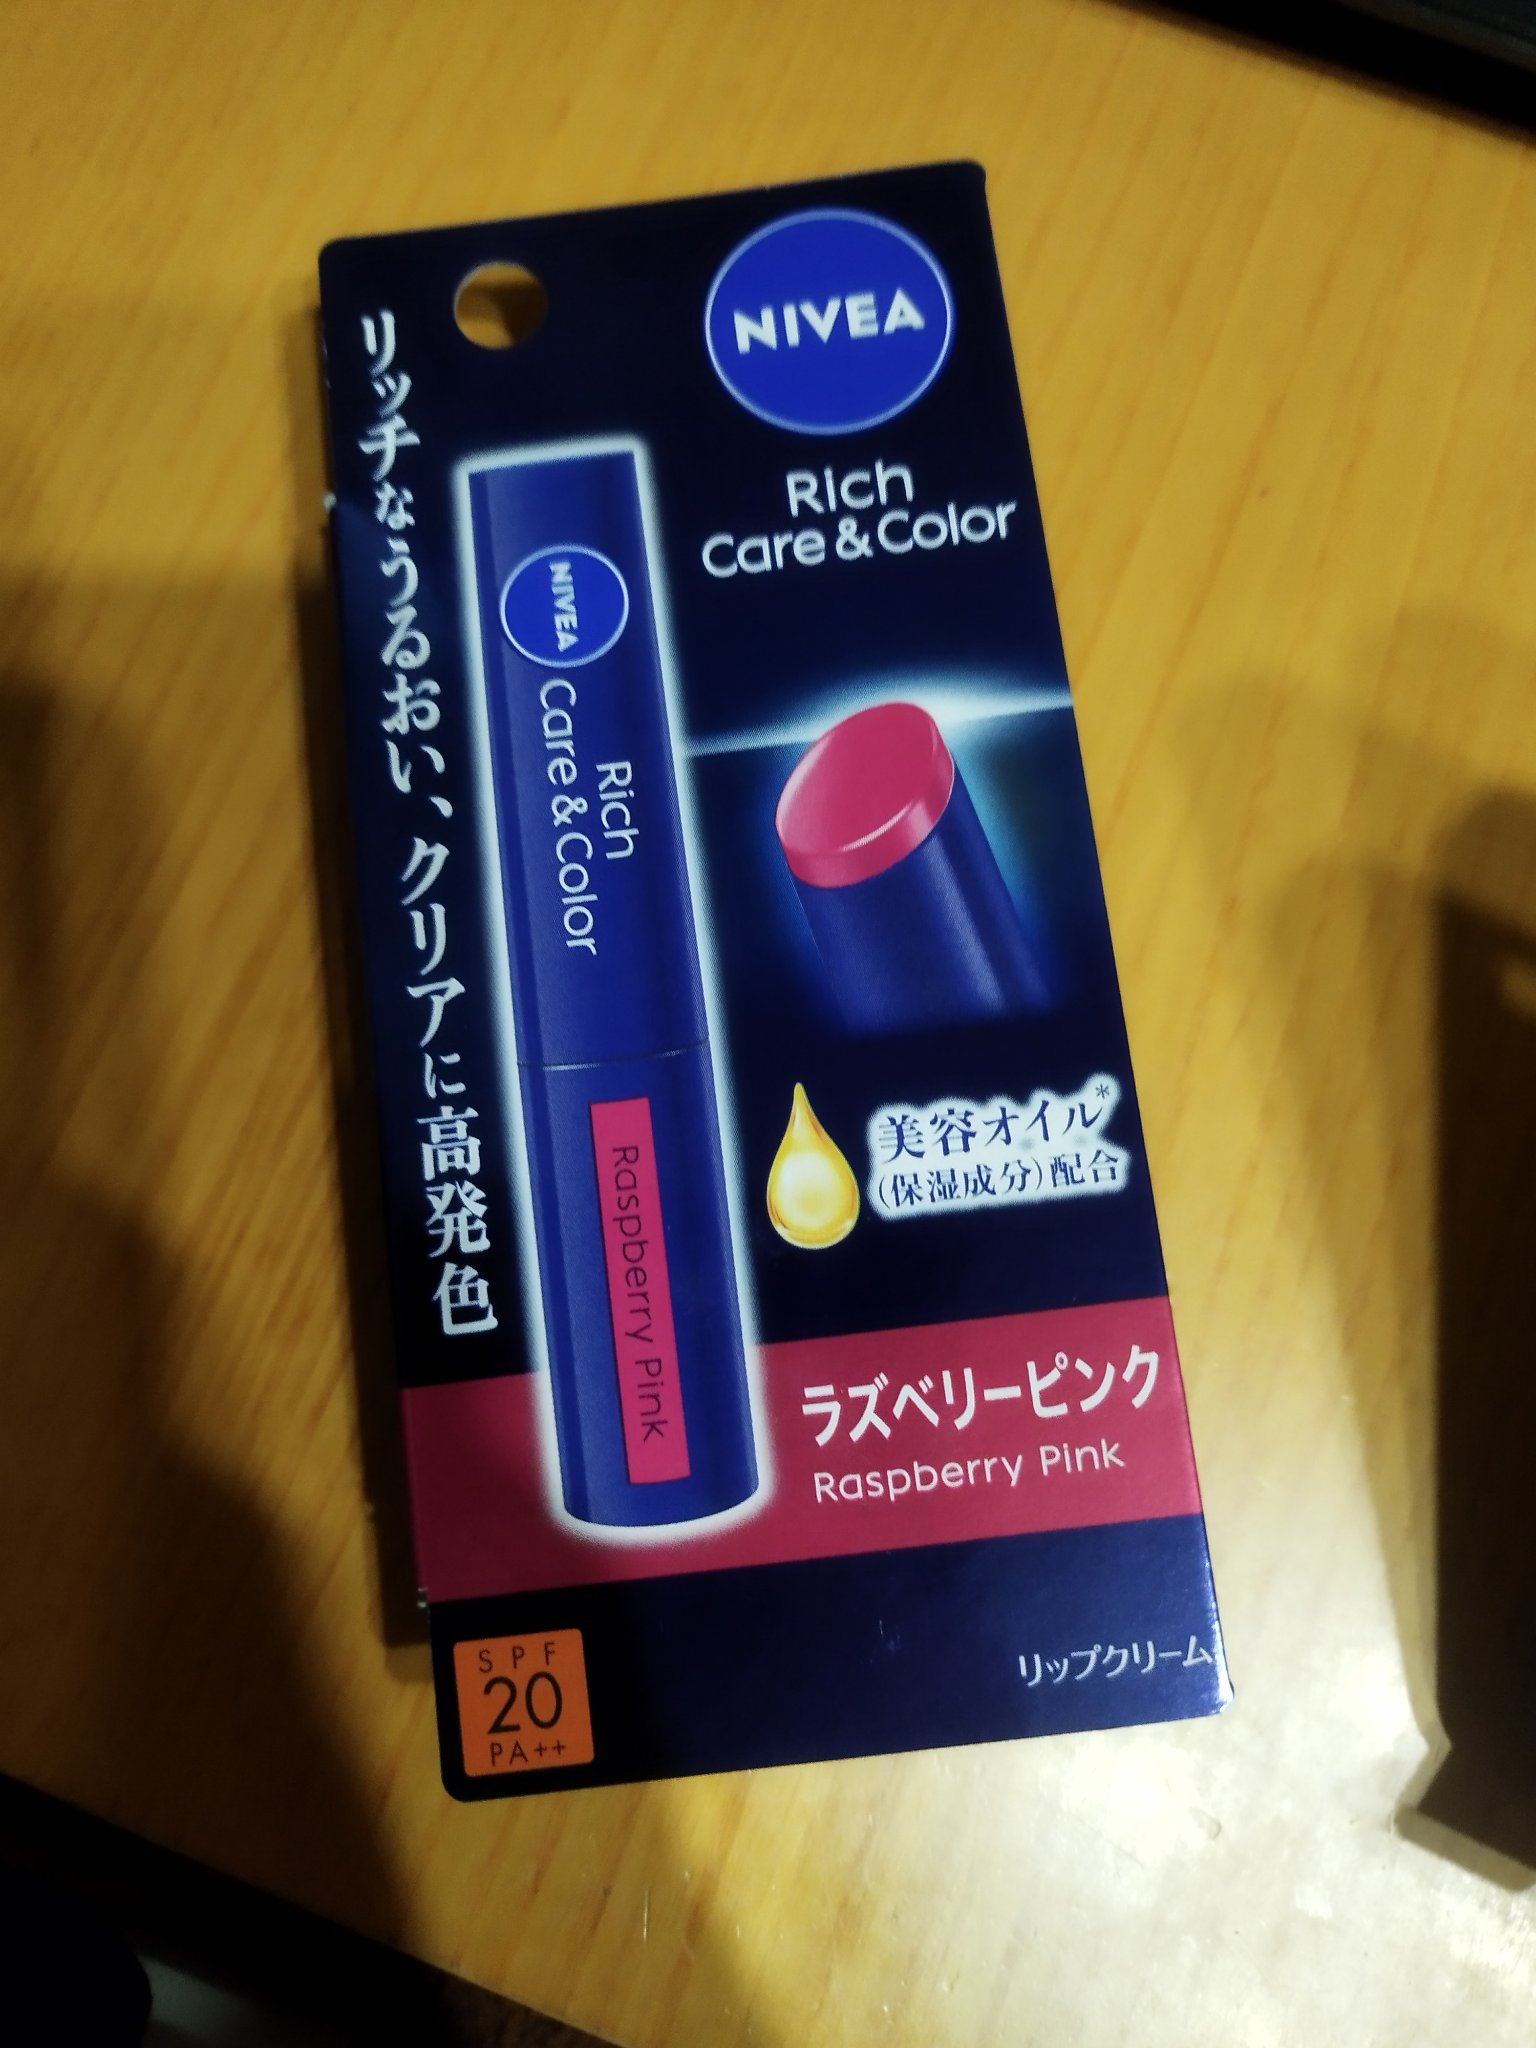 NIVEA
Rich
Care & Color
リッチなうるおい、クリアに高発色
NIVEA
Rich
Care & Color
Raspberry Pink
美容オイル*
(保湿成分)配合
ラズベリーピンク
Raspberry Pink
SPF
20
PA++
リップクリーム